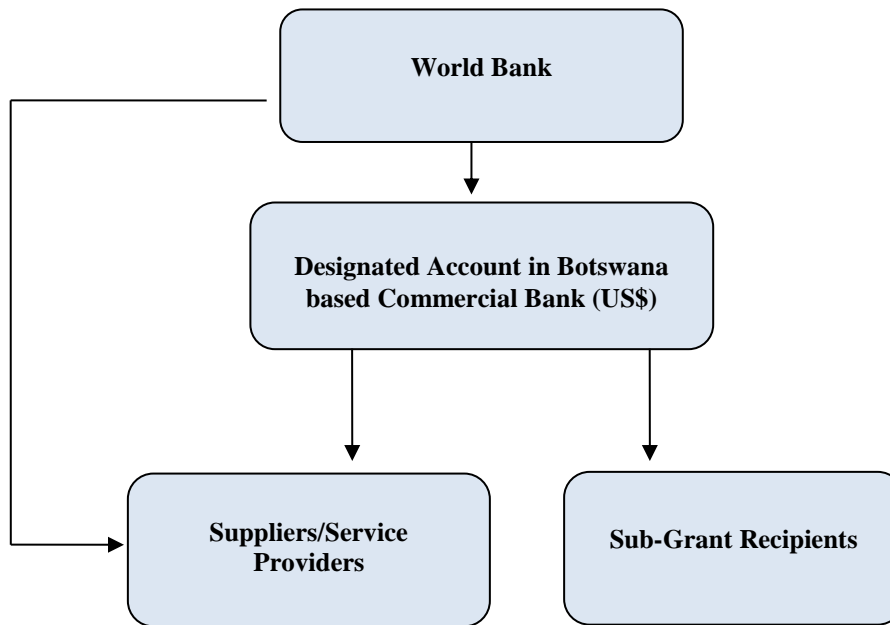 World Bank
Designated Account in Botswana
based Commercial Bank (US$)
Suppliers/Service
Providers
Sub-Grant Recipients